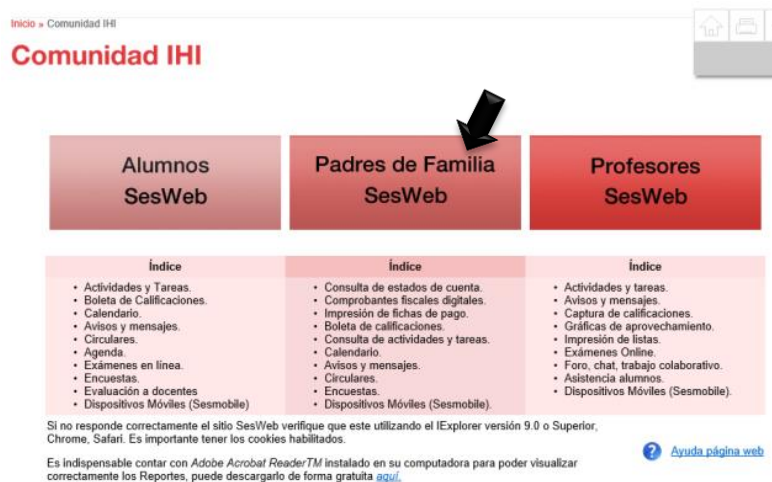 Inicio » Comunidad IHI
Comunidad IHI
Alumnos
SesWeb
Padres de Familia
SesWeb
Profesores
SesWeb
Índice
• Actividades y Tareas.
• Boleta de Calificaciones.
• Calendario.
• Avisos y mensajes.
• Circulares.
• Agenda.
• Exámenes en línea.
• Encuestas.
• Evaluación a docentes
• Dispositivos Móviles (Sesmobile)
Índice
• Consulta de estados de cuenta.
• Comprobantes fiscales digitales.
• Impresión de fichas de pago.
• Boleta de calificaciones.
• Consulta de actividades y tareas.
• Calendario.
• Avisos y mensajes.
• Circulares.
• Encuestas.
• Dispositivos Móviles (Sesmobile).
Índice
• Actividades y tareas.
• Avisos y mensajes.
• Captura de calificaciones.
• Gráficas de aprovechamiento.
• Impresión de listas.
• Exámenes Online.
• Foro, chat, trabajo colaborativo.
• Asistencia alumnos.
• Dispositivos Móviles (Sesmobile).
Si no responde correctamente el sitio SesWeb verifique que este utilizando el IExplorer versión 9.0 o Superior,
Chrome, Safari. Es importante tener los cookies habilitados.
Es indispensable contar con Adobe Acrobat ReaderTM instalado en su computadora para poder visualizar
correctamente los Reportes, puede descargarlo de forma gratuita aquí.
? Ayuda página web